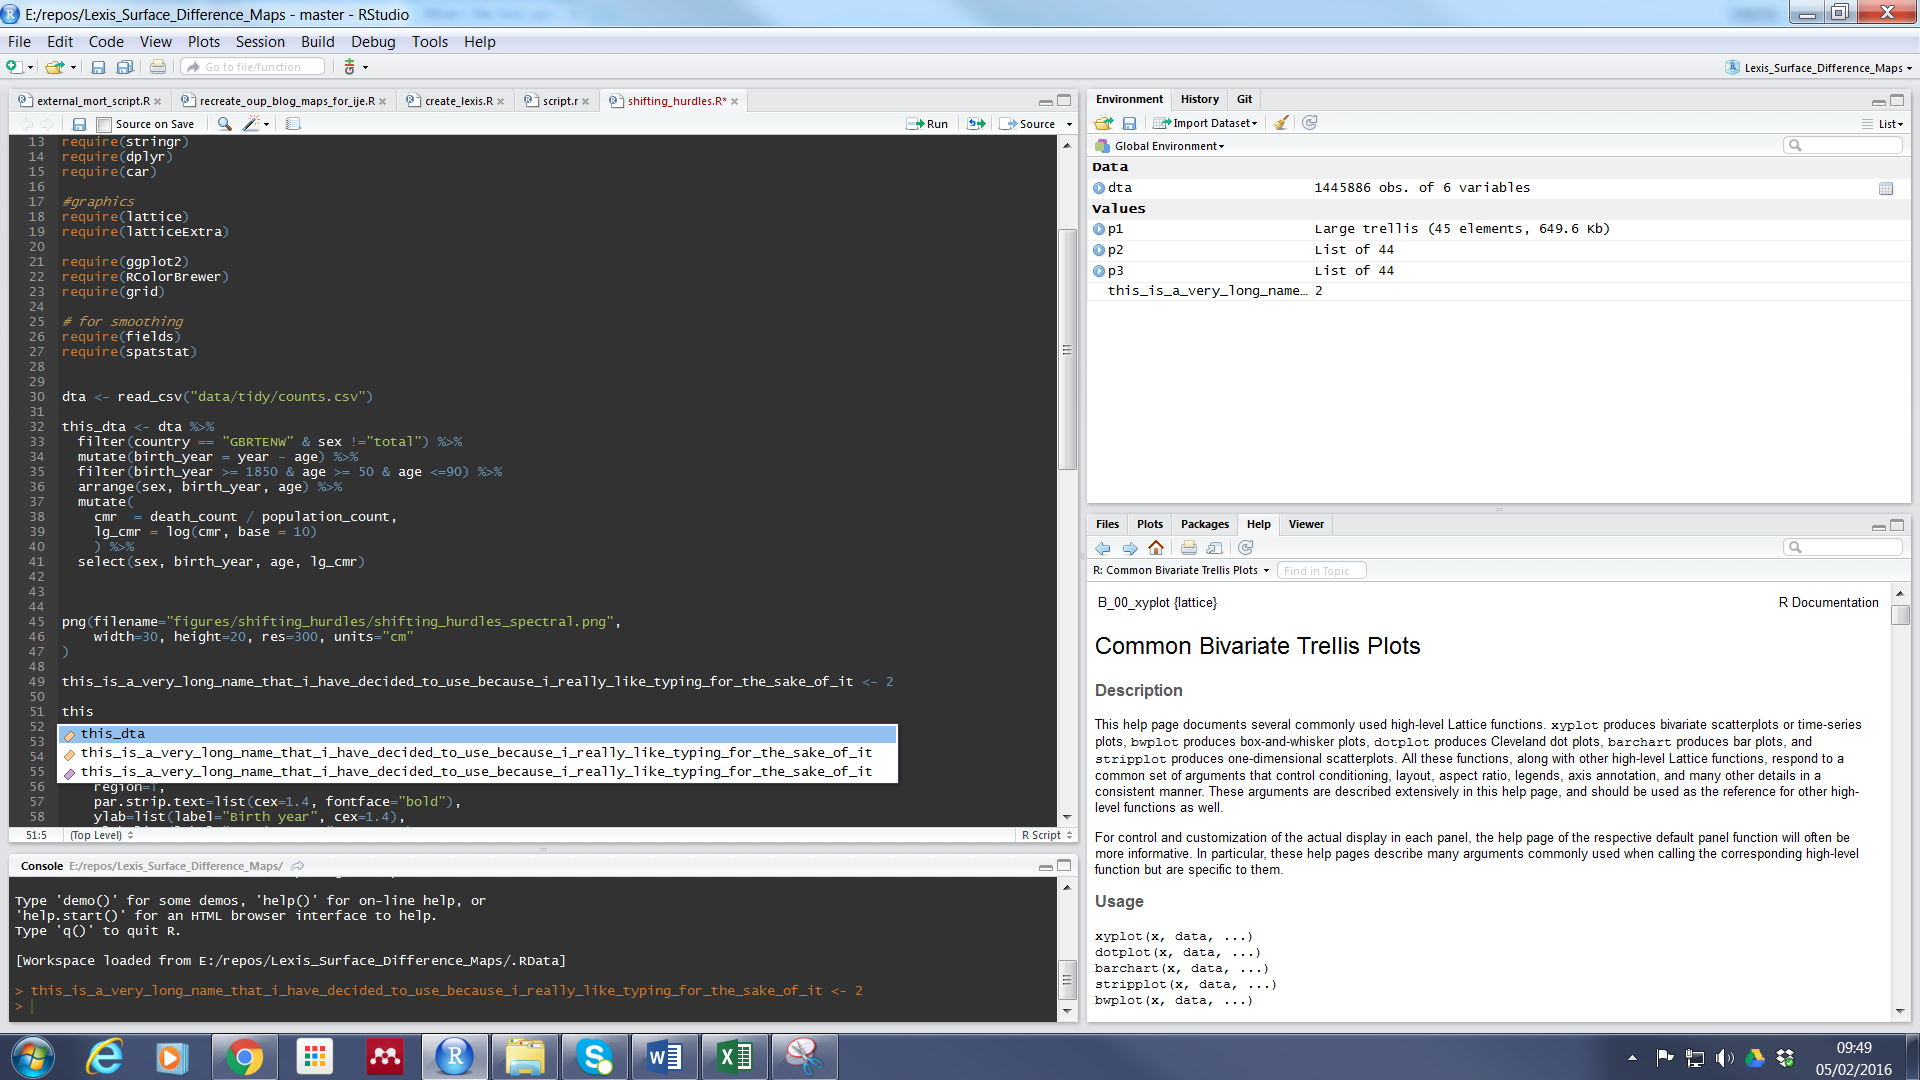 E:/repos/Lexis_Surface_Difference_Maps - master - RStudio
File Edit Code View Plots Session Build Debug Tools Help
Go to file/function
Lexis_Surface_Difference_Maps
external_mort_script.R recreate_oup_blog_maps_for_ije.R create_lexis.R script.r shifting_hurdles.R*
Source on Save Run Source
13 require(stringr)
14 require(dplyr)
15 require(car)
16
17 #graphics
18 require(lattice)
19 require(latticeExtra)
20
21 require(ggplot2)
22 require(RColorBrewer)
23 require(grid)
24
25 # for smoothing
26 require(fields)
27 require(spatstat)
28
29
30 dta <- read_csv("data/tidy/counts.csv")
31
32 this_dta <- dta %>%
33 filter(country == "GBRTENW" & sex !="total") %>%
34 mutate(birth_year = year - age) %>%
35 filter(birth_year >= 1850 & age >= 50 & age <=90) %>%
36 arrange(sex, birth_year, age) %>%
37 mutate(
38 cmr = death_count / population_count,
39 lg_cmr = log(cmr, base = 10)
40 ) %>%
41 select(sex, birth_year, age, lg_cmr)
42
43
44
45 png(filename="figures/shifting_hurdles/shifting_hurdles_spectral.png",
46 width=30, height=20, res=300, units="cm"
47 )
48
49 this_is_a_very_long_name_that_i_have_decided_to_use_because_i_really_like_typing_for_the_sake_of_it <- 2
50
51 this
52
this_dta
53
this_is_a_very_long_name_that_i_have_decided_to_use_because_i_really_like_typing_for_the_sake_of_it
54
this_is_a_very_long_name_that_i_have_decided_to_use_because_i_really_like_typing_for_the_sake_of_it
55
56 region=T,
57 par.strip.text=list(cex=1.4, fontface="bold"),
58 ylab=list(label="Birth year", cex=1.4),
51:5 (Top Level) R Script
Console E:/repos/Lexis_Surface_Difference_Maps/
Type 'demo()' for some demos, 'help()' for on-line help, or
'help.start()' for an HTML browser interface to help.
Type 'q()' to quit R.
[Workspace loaded from E:/repos/Lexis_Surface_Difference_Maps/.RData]
> this_is_a_very_long_name_that_i_have_decided_to_use_because_i_really_like_typing_for_the_sake_of_it <- 2
>
Environment History Git
Import Dataset List
Global Environment
Data
dta 1445886 obs. of 6 variables
Values
p1 Large trellis (45 elements, 649.6 Kb)
p2 List of 44
p3 List of 44
this_is_a_very_long_name… 2
Files Plots Packages Help Viewer
R: Common Bivariate Trellis Plots Find in Topic
B_00_xyplot {lattice} R Documentation
Common Bivariate Trellis Plots
Description
This help page documents several commonly used high-level Lattice functions. xyplot produces bivariate scatterplots or time-series
plots, bwplot produces box-and-whisker plots, dotplot produces Cleveland dot plots, barchart produces bar plots, and
stripplot produces one-dimensional scatterplots. All these functions, along with other high-level Lattice functions, respond to a
common set of arguments that control conditioning, layout, aspect ratio, legends, axis annotation, and many other details in a
consistent manner. These arguments are described extensively in this help page, and should be used as the reference for other high-
level functions as well.
For control and customization of the actual display in each panel, the help page of the respective default panel function will often be
more informative. In particular, these help pages describe many arguments commonly used when calling the corresponding high-level
function but are specific to them.
Usage
xyplot(x, data, ...)
dotplot(x, data, ...)
barchart(x, data, ...)
stripplot(x, data, ...)
bwplot(x, data, ...)
09:49
05/02/2016